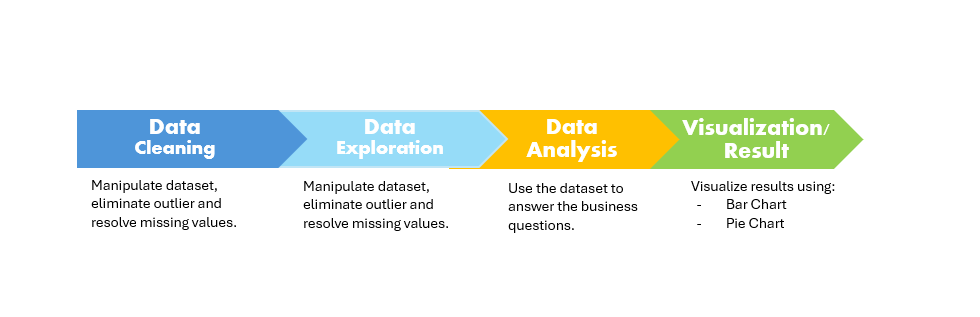 Data
Cleaning
Data
Exploration
Data
Analysis
Visualization/
Result
Manipulate dataset,
eliminate outlier and
resolve missing values.
Manipulate dataset,
eliminate outlier and
resolve missing values.
Use the dataset to
answer the business
questions.
Visualize results using:
- Bar Chart
- Pie Chart